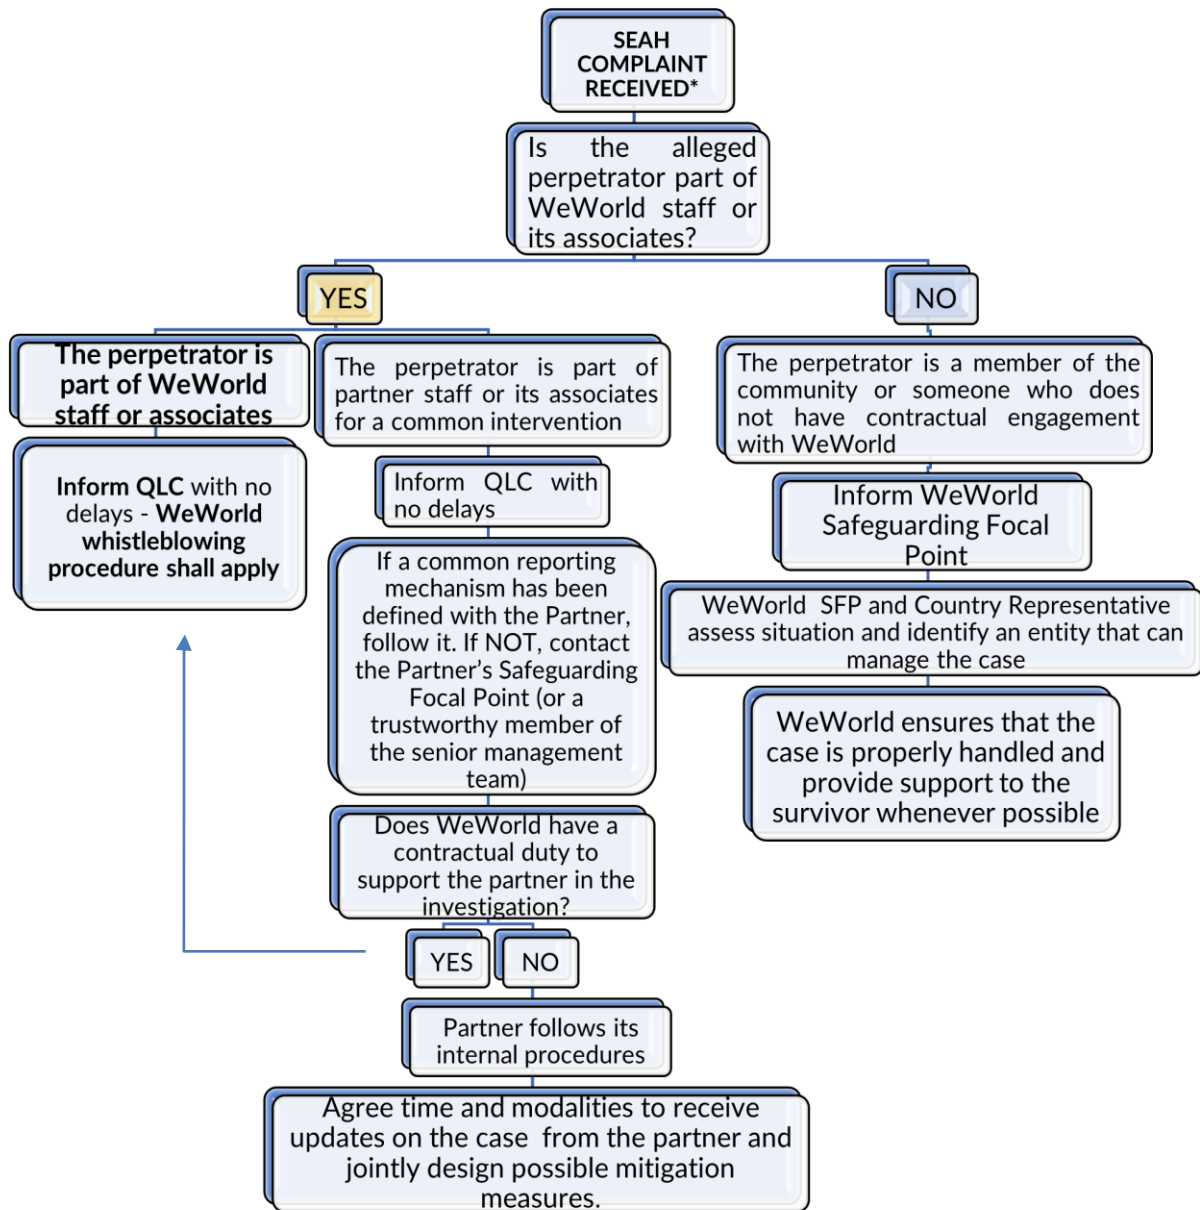 SEAH
COMPLAINT
RECEIVED*
Is the alleged
perpetrator part of
WeWorld staff or
its associates?
YES
NO
The perpetrator is
part of WeWorld
staff or associates
The perpetrator is part of
partner staff or its associates
for a common intervention
The perpetrator is a member of the
community or someone who does
not have contractual engagement
with WeWorld
Inform QLC with no
delays - WeWorld
whistleblowing
procedure shall apply
Inform QLC with
no delays
Inform WeWorld
Safeguarding Focal
Point
If a common reporting
mechanism has been
defined with the Partner,
follow it. If NOT, contact
the Partner’s Safeguarding
Focal Point (or a
trustworthy member of
the senior management
team)
WeWorld SFP and Country Representative
assess situation and identify an entity that can
manage the case
WeWorld ensures that the
case is properly handled and
provide support to the
survivor whenever possible
Does WeWorld have a
contractual duty to
support the partner in the
investigation?
YES
NO
Partner follows its
internal procedures
Agree time and modalities to receive
updates on the case from the partner and
jointly design possible mitigation
measures.